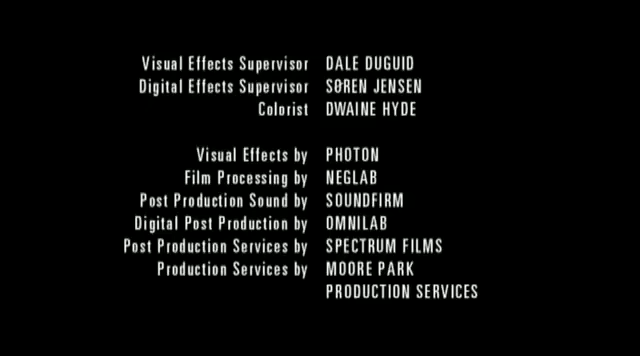 Visual Effects Supervisor DALE DUGUID
Digital Effects Supervisor SØREN JENSEN
Colorist DWAINE HYDE
Visual Effects by PHOTON
Film Processing by NEGLAB
Post Production Sound by SOUNDFIRM
Digital Post Production by OMNILAB
Post Production Services by SPECTRUM FILMS
Production Services by MOORE PARK
PRODUCTION SERVICES